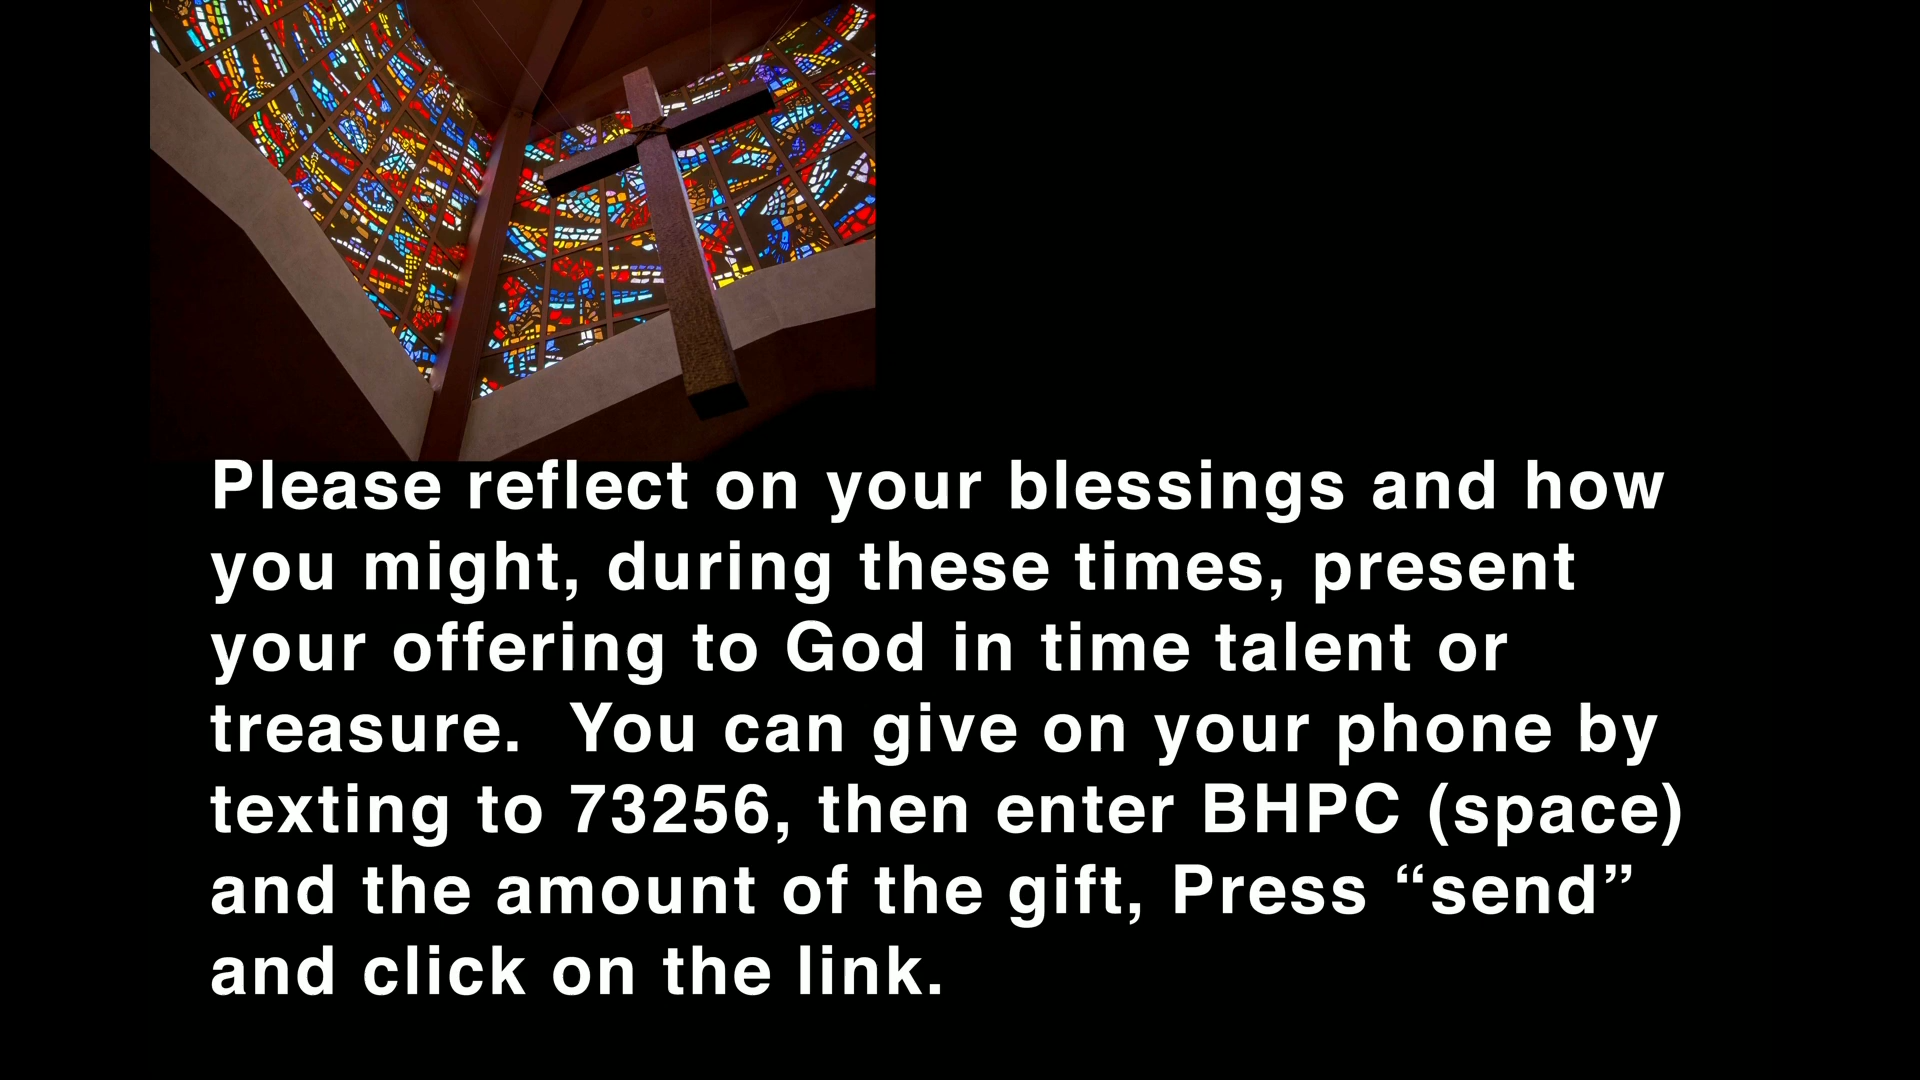 Please reflect on your blessings and how
you might, during these times, present
your offering to God in time talent or
treasure.  You can give on your phone by
texting to 73256, then enter BHPC (space)
and the amount of the gift, Press “send”
and click on the link.